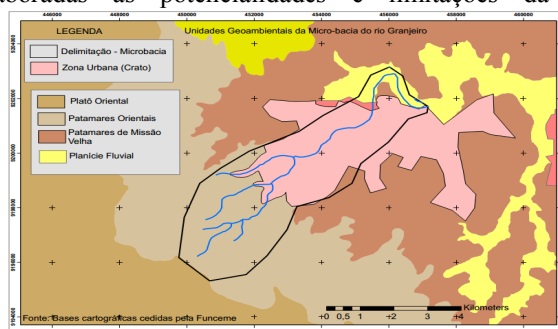 as potencialidades e limitações da
448000 450000 452000 454000 456000 458000 460000
LEGENDA
Unidades Geoambientais da Micro-bacia do rio Granjeiro
Delimitação - Microbacia
Zona Urbana (Crato)
Platô Oriental
Patamares Orientais
Patamares de Missão
Velha
Planície Fluvial
Kilometers
0 0,5 1 2 3 4
Fonte: Bases cartográficas cedidas pela Funceme